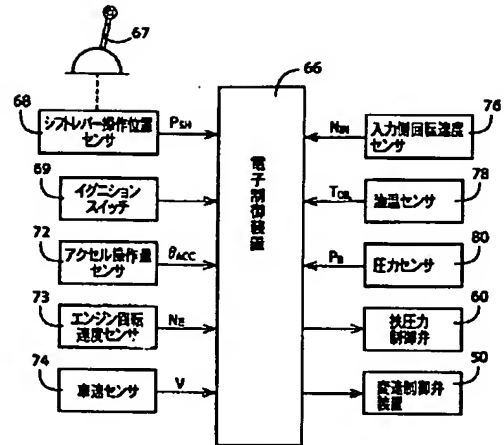 67
66
68
シフトレバー操作位置
センサ
PSH
69
イグニション
スイッチ
72
アクセル操作量
センサ
θACC
73
エンジン回転
速度センサ
NE
74
車速センサ
V
電子制御装置
76
NIN
入力側回転速度
センサ
78
TOIL
油温センサ
80
PB
圧力センサ
60
挟圧力
制御弁
50
変速制御弁
装置